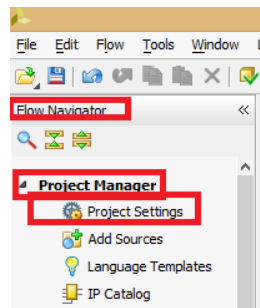 File Edit Flow Tools Window
Flow Navigator
Project Manager
Project Settings
Add Sources
Language Templates
IP Catalog